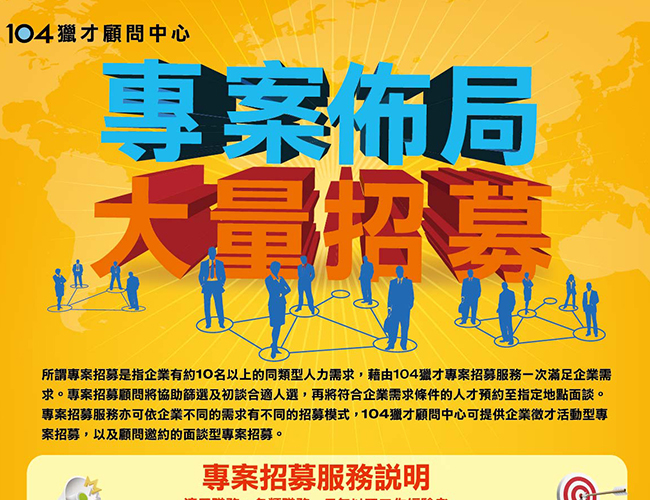 104獵才顧問中心
專案佈局
大量招募
所謂專案招募是指企業有約10名以上的同類型人力需求，藉由104獵才專案招募服務一次滿足企業需
求。專案招募顧問將協助篩選及初談合適人選，再將符合企業需求條件的人才預約至指定地點面談。
專案招募服務亦可依企業不同的需求有不同的招募模式，104獵才顧問中心可提供企業徵才活動型專
案招募，以及顧問邀約的面談型專案招募。
專案招募服務說明